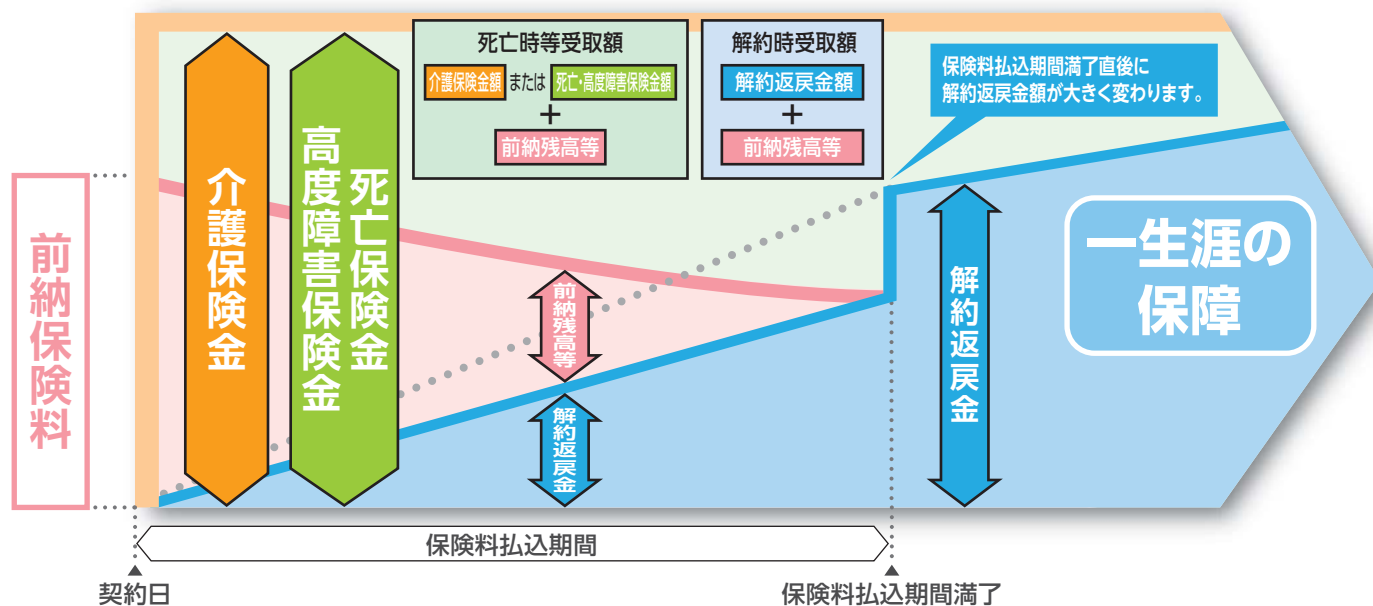 死亡時等受取額
介護保険金額 または 死亡・高度障害保険金額
＋
前納残高等
解約時受取額
解約返戻金額
＋
前納残高等
保険料払込期間満了直後に
解約返戻金額が大きく変わります。
前納保険料
介護保険金
死亡保険金
高度障害保険金
前納残高等
解約返戻金
解約返戻金
一生涯の
保障
保険料払込期間
契約日
保険料払込期間満了